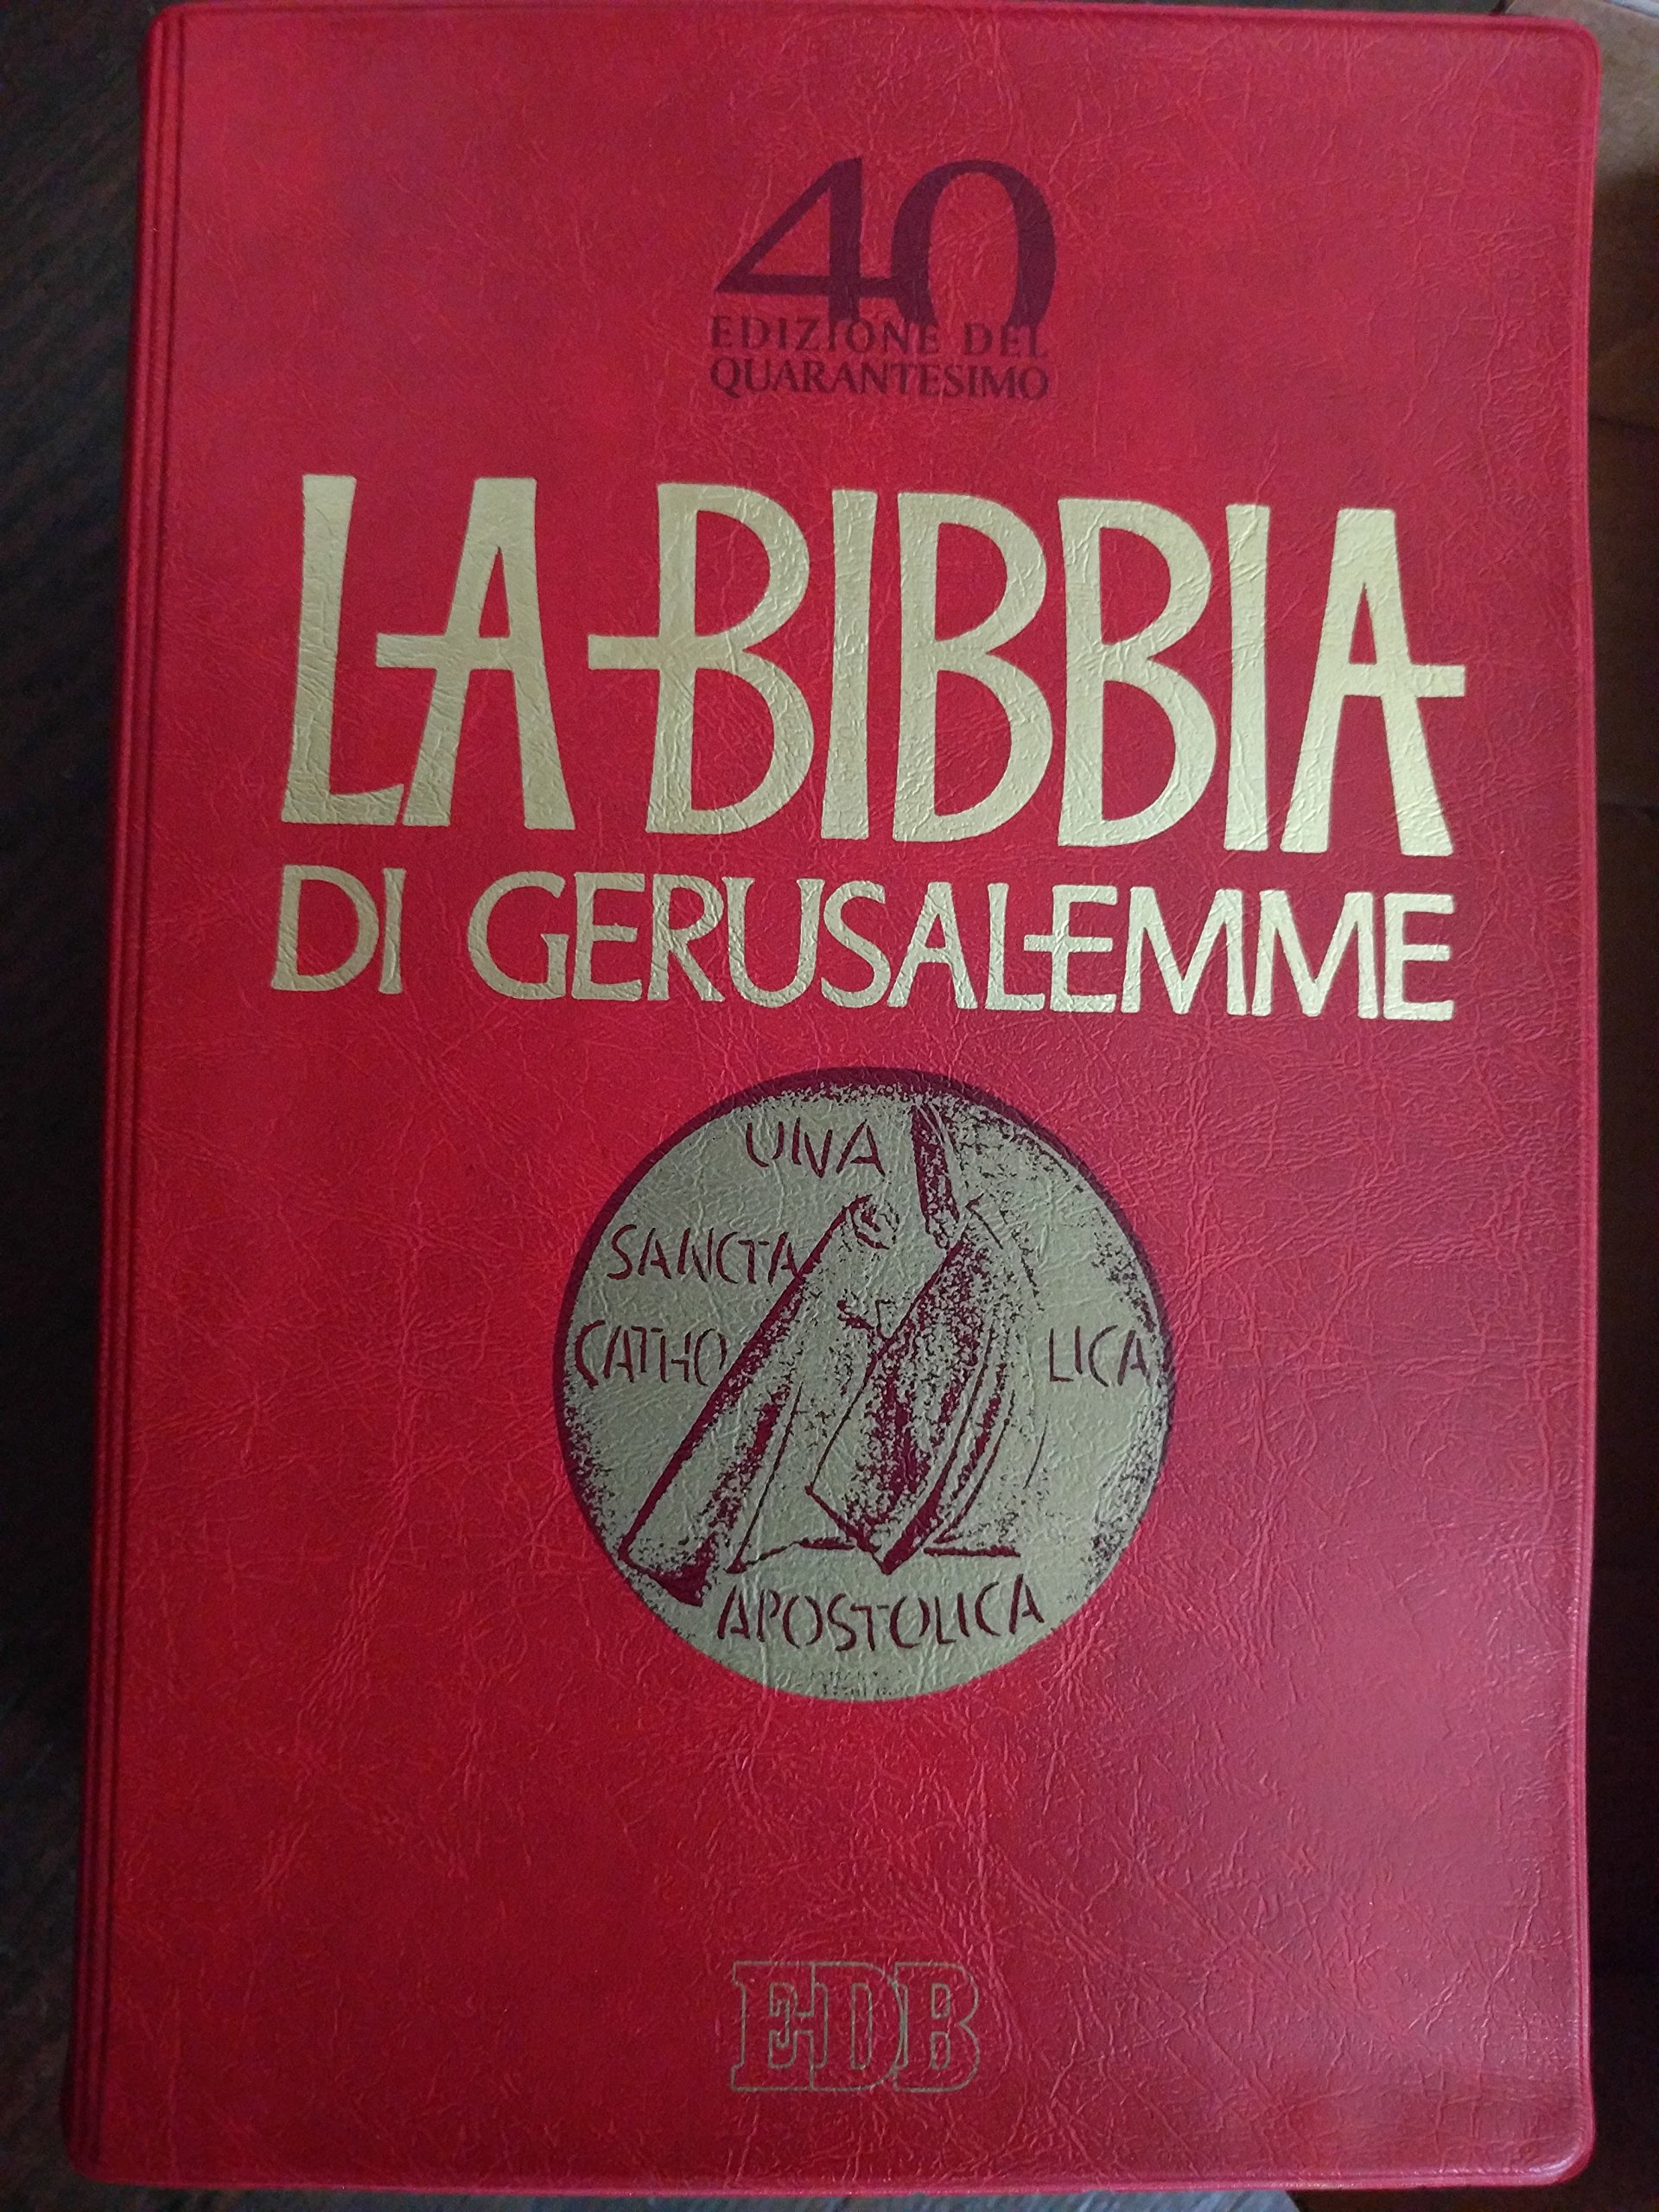 40
EDIZIONE DEL
QUARANTESIMO
LA BIBBIA
DI GERUSALEMME
UNA
SANCTA
CATHO LICA
APOSTOLICA
EDB